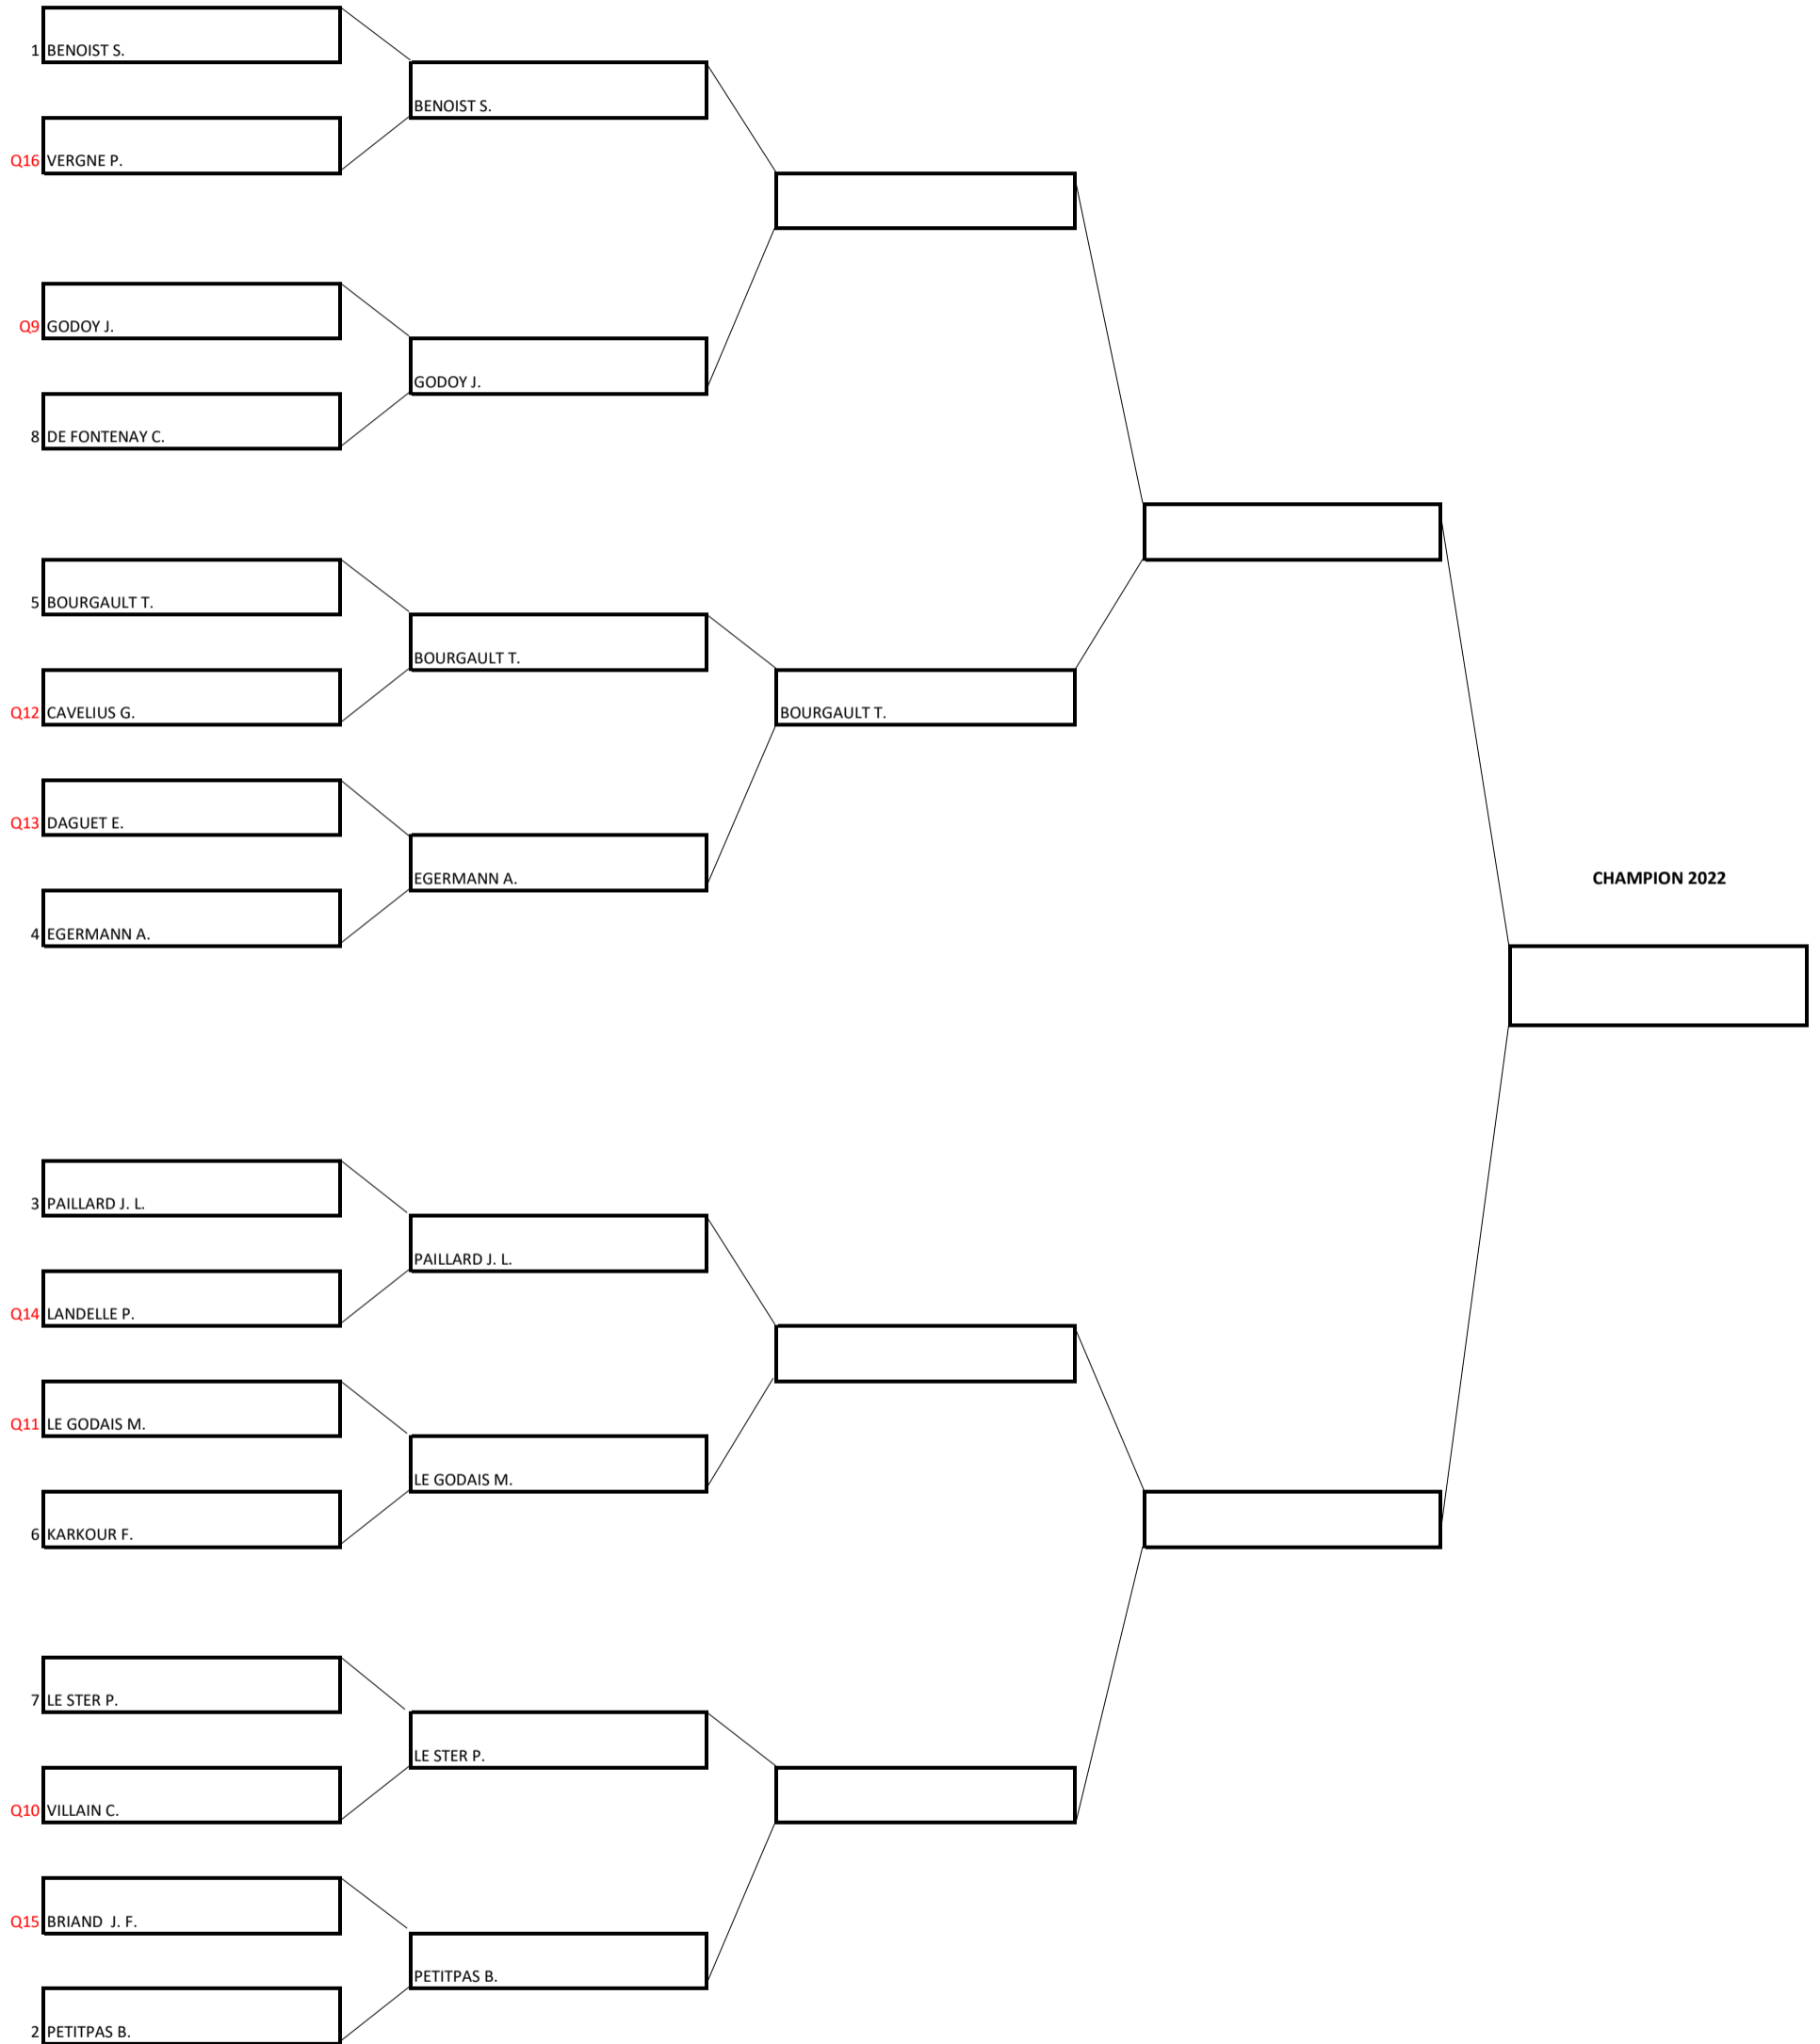 1 BENOIST S.
BENOIST S.
Q16 VERGNE P.
Q9 GODOY J.
GODOY J.
8 DE FONTENAY C.
5 BOURGAULT T.
BOURGAULT T.
Q12 CAVELIUS G.
BOURGAULT T.
Q13 DAGUET E.
EGERMANN A.
CHAMPION 2022
4 EGERMANN A.
3 PAILLARD J. L.
PAILLARD J. L.
Q14 LANDELLE P.
Q11 LE GODAIS M.
LE GODAIS M.
6 KARKOUR F.
7 LE STER P.
LE STER P.
Q10 VILLAIN C.
Q15 BRIAND  J. F.
PETITPAS B.
2 PETITPAS B.